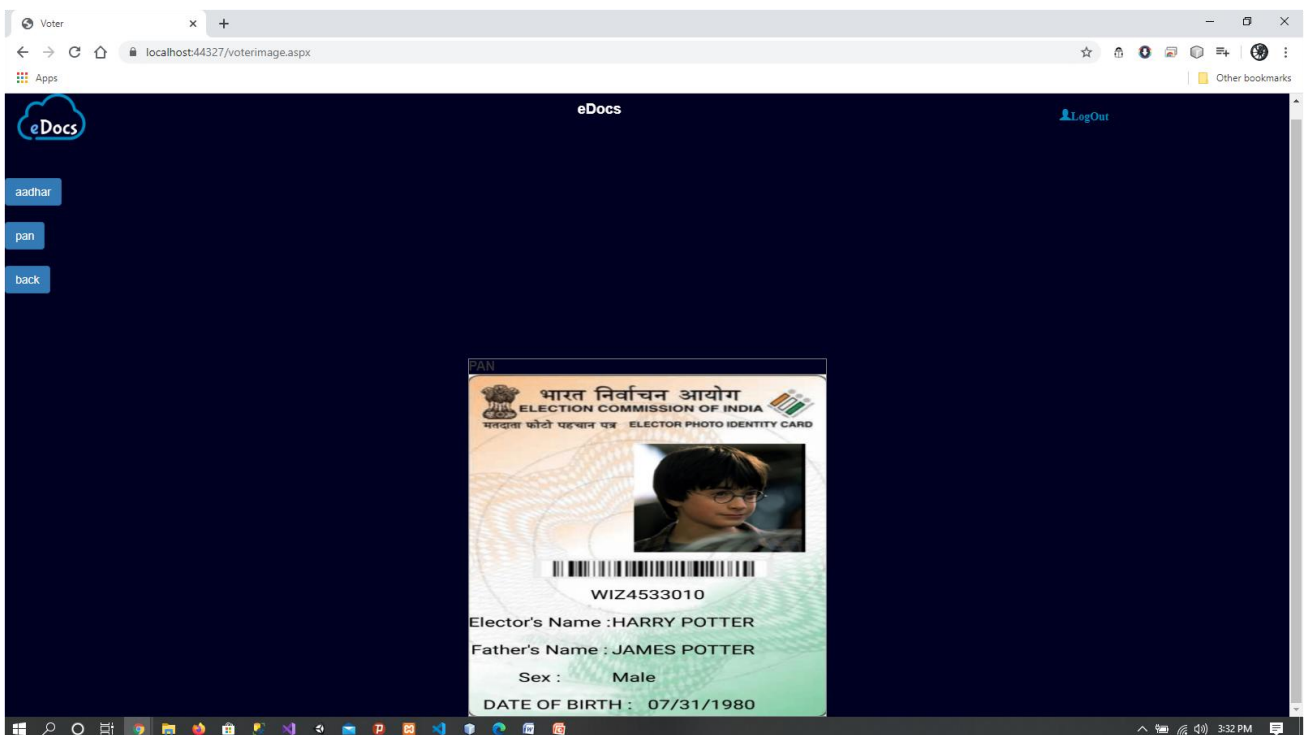 Voter
localhost:44327/voterimage.aspx
Apps
Other bookmarks
eDocs
eDocs
LogOut
aadhar
pan
back
PAN
भारत निर्वाचन आयोग
ELECTION COMMISSION OF INDIA
मतदाता फोटो पहचान पत्र ELECTOR PHOTO IDENTITY CARD
WIZ4533010
Elector's Name :HARRY POTTER
Father's Name : JAMES POTTER
Sex : Male
DATE OF BIRTH : 07/31/1980
3:32 PM